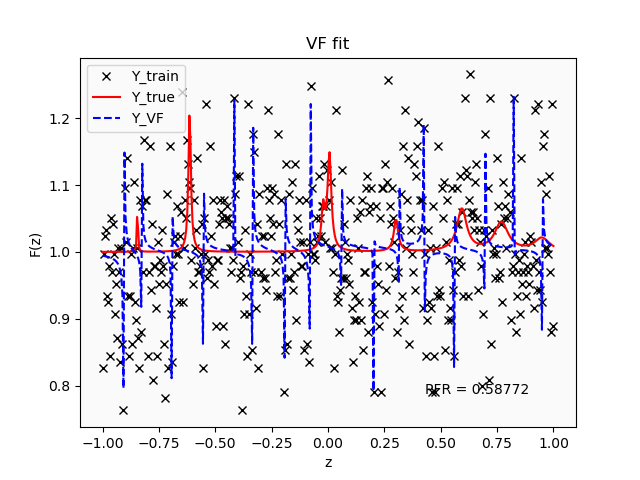 VF fit
Y_train
Y_true
Y_VF
F(z)
1.2
1.1
1.0
0.9
0.8
RFR = 0.58772
−1.00 −0.75 −0.50 −0.25 0.00 0.25 0.50 0.75 1.00
z